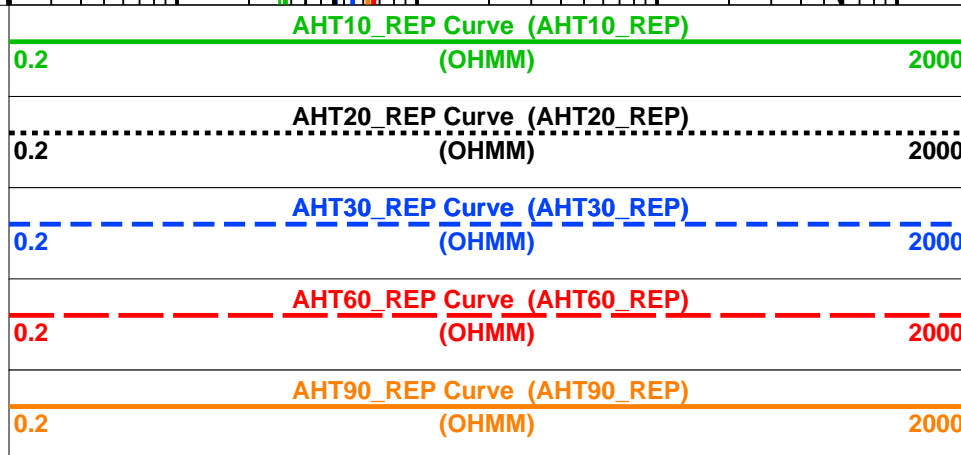 AHT10_REP Curve (AHT10_REP)
0.2 (OHMM) 2000
AHT20_REP Curve (AHT20_REP)
0.2 (OHMM) 2000
AHT30_REP Curve (AHT30_REP)
0.2 (OHMM) 2000
AHT60_REP Curve (AHT60_REP)
0.2 (OHMM) 2000
AHT90_REP Curve (AHT90_REP)
0.2 (OHMM) 2000